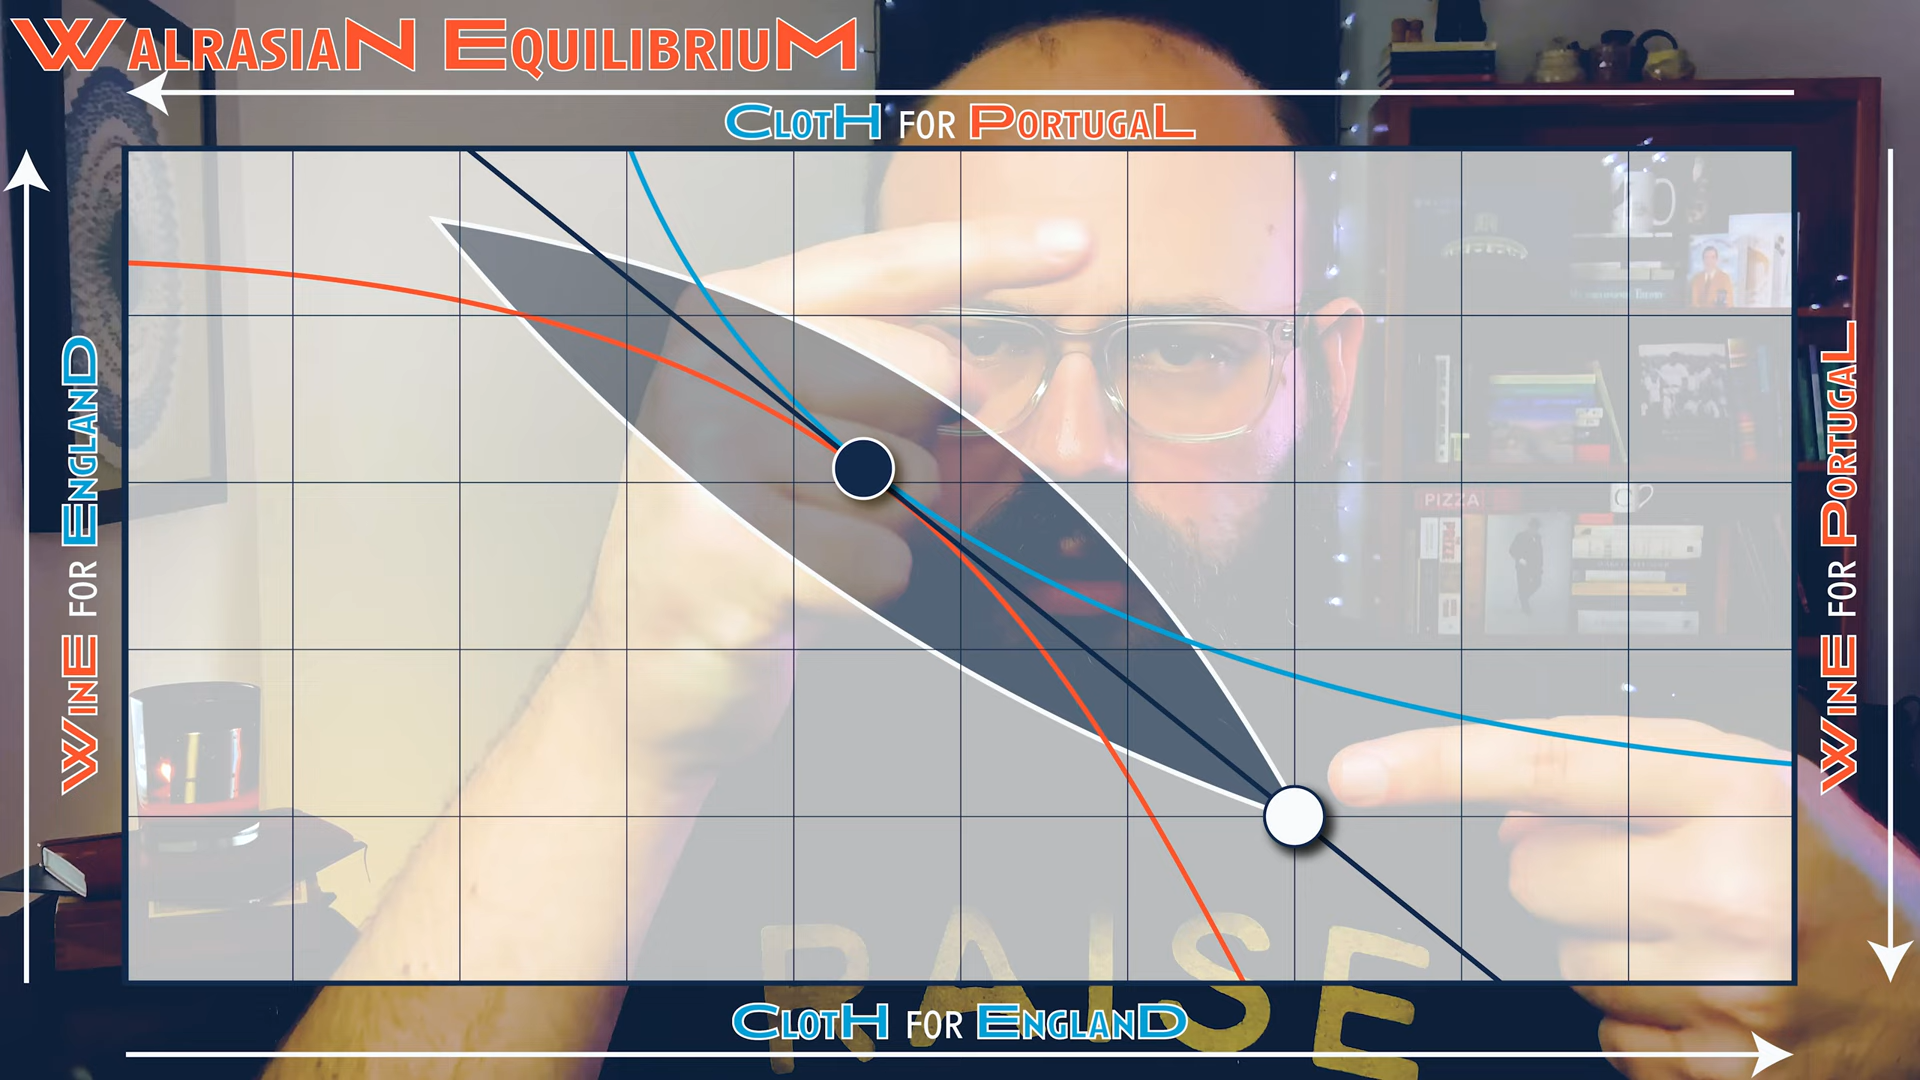 WALRASIAN EQUILIBRIUM
CLOTH FOR PORTUGAL
WINE FOR ENGLAND
WINE FOR PORTUGAL
PIZZA
RAISE
CLOTH FOR ENGLAND